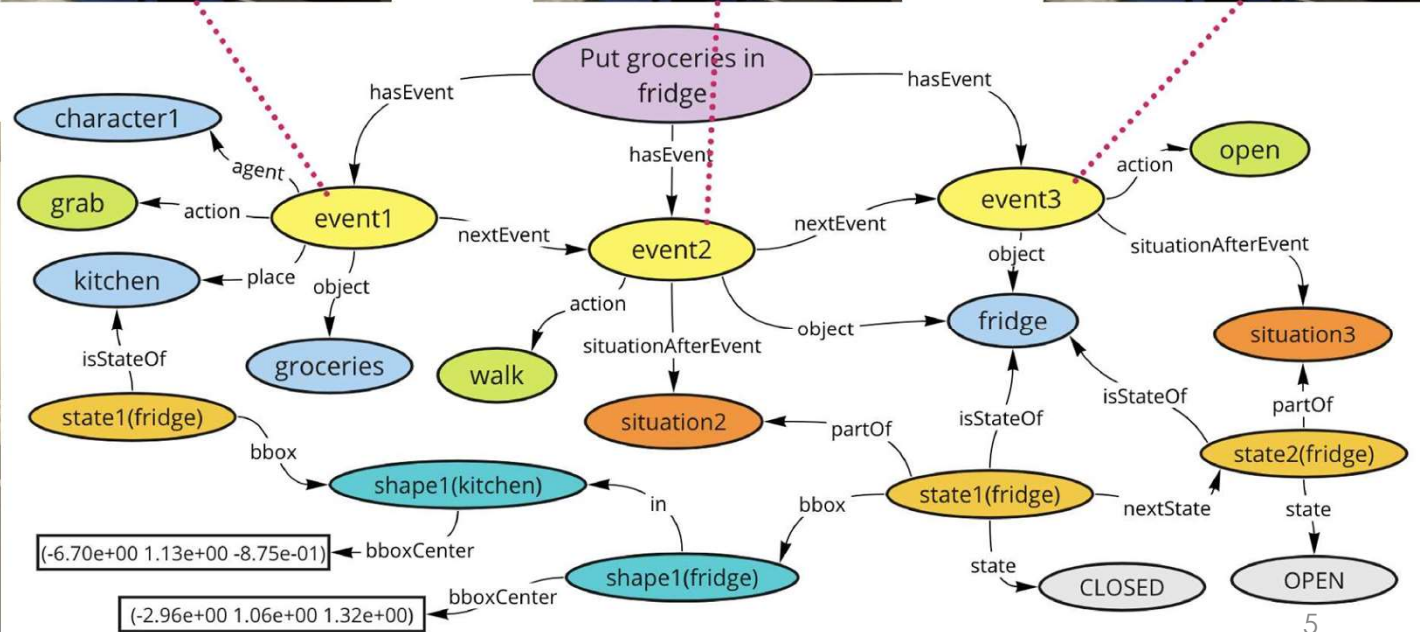 Put groceries in
fridge
hasEvent
hasEvent
hasEvent
character1
agent
grab
action
event1
nextEvent
event2
nextEvent
event3
action
open
kitchen
place
object
groceries
action
walk
situationAfterEvent
object
object
fridge
situationAfterEvent
situation3
isStateOf
state1(fridge)
bbox
situation2
partOf
isStateOf
isStateOf
partOf
state2(fridge)
shape1(kitchen)
in
bbox
state1(fridge)
nextState
state
(-6.70e+00 1.13e+00 -8.75e-01)
bboxCenter
shape1(fridge)
state
CLOSED
OPEN
(-2.96e+00 1.06e+00 1.32e+00)
bboxCenter
5